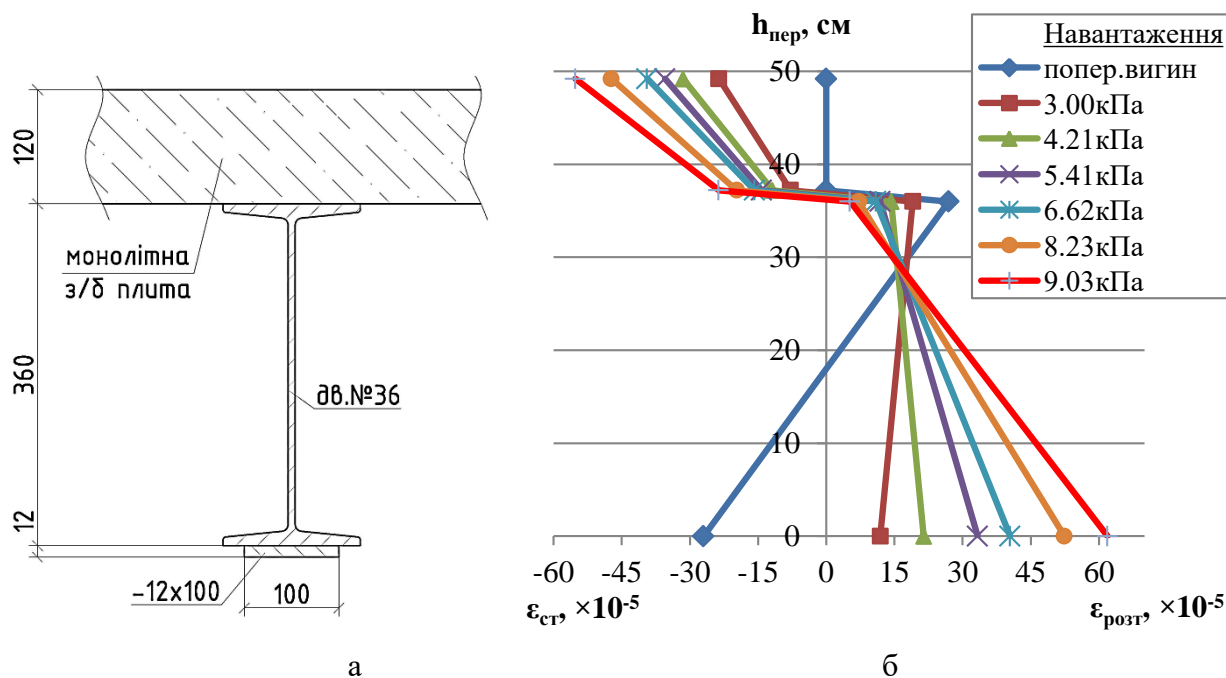 120
360
12
монолітна
з/б плита
дв.№36
–12х100
100
а
hпер, см
50
40
30
20
10
0
-60 -45 -30 -15 0 15 30 45 60
εст, ×10⁻⁵
εрозт, ×10⁻⁵
Навантаження
попер.вигин
3.00кПа
4.21кПа
5.41кПа
6.62кПа
8.23кПа
9.03кПа
б